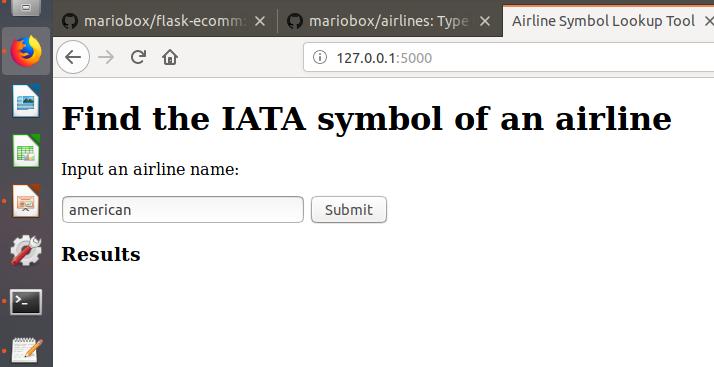 mariobox/flask-ecomm: mariobox/airlines: Type Airline Symbol Lookup Tool
127.0.0.1:5000
Find the IATA symbol of an airline
Input an airline name:
american Submit
Results